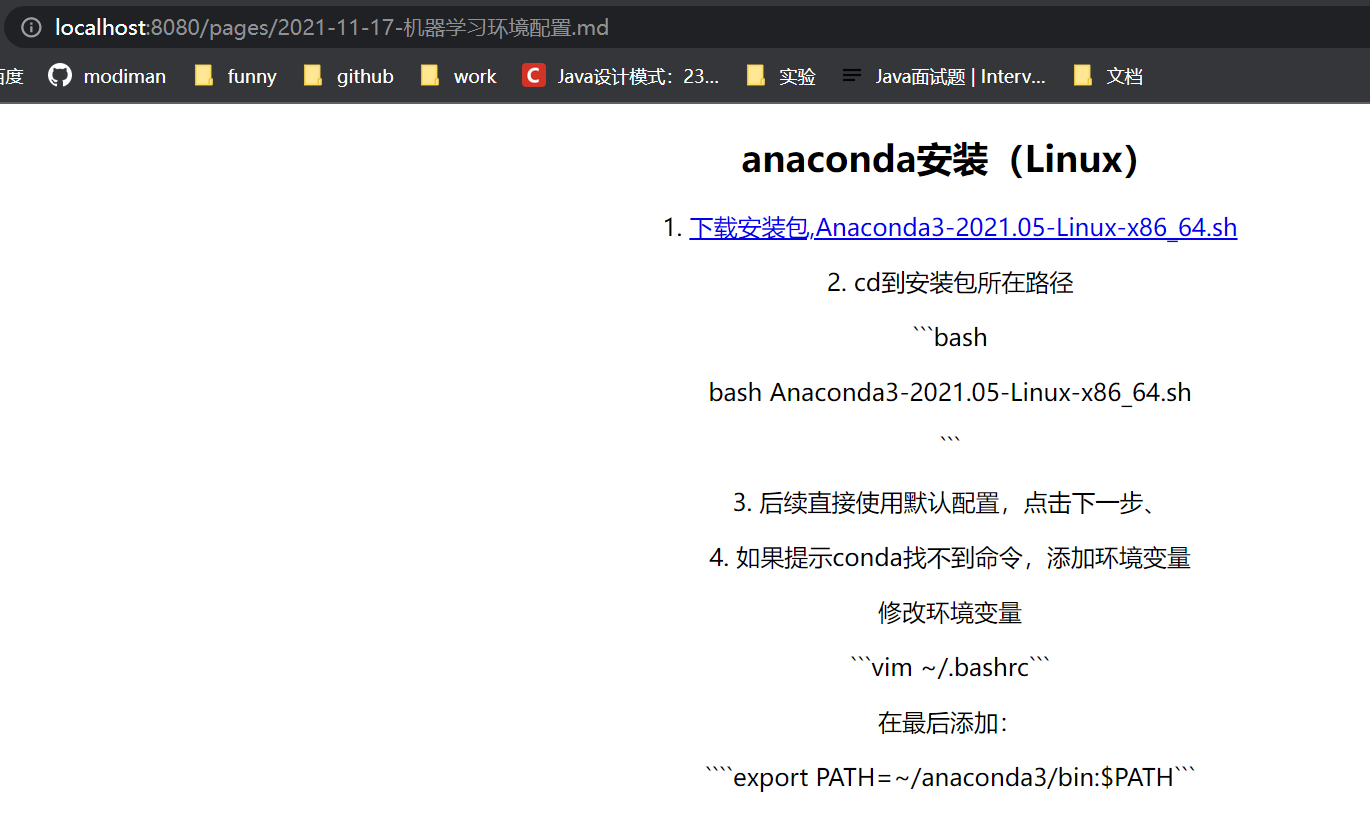 localhost:8080/pages/2021-11-17-机器学习环境配置.md
百度 modiman funny github work C Java设计模式：23... 实验 Java面试题 | Interv... 文档
anaconda安装（Linux）
1. 下载安装包,Anaconda3-2021.05-Linux-x86_64.sh
2. cd到安装包所在路径
```bash
bash Anaconda3-2021.05-Linux-x86_64.sh
```
3. 后续直接使用默认配置，点击下一步、
4. 如果提示conda找不到命令，添加环境变量
修改环境变量
```vim ~/.bashrc```
在最后添加：
````export PATH=~/anaconda3/bin:$PATH```